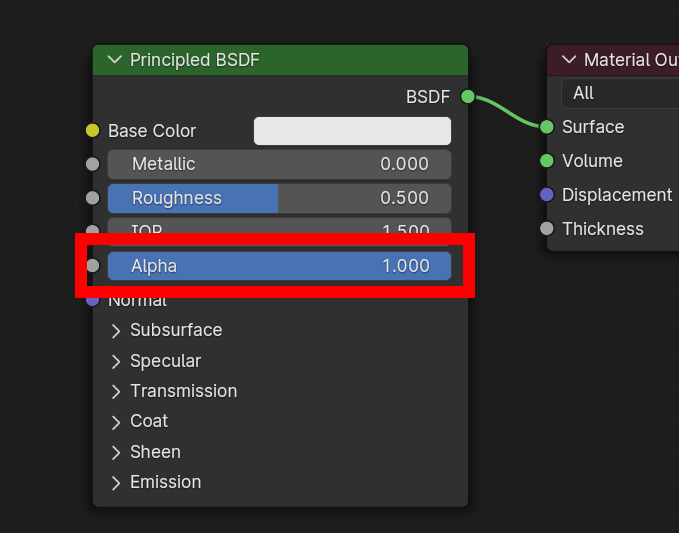 Principled BSDF
BSDF
Base Color
Metallic 0.000
Roughness 0.500
IOR 1.500
Alpha 1.000
Normal
Subsurface
Specular
Transmission
Coat
Sheen
Emission
Material Ou
All
Surface
Volume
Displacement
Thickness